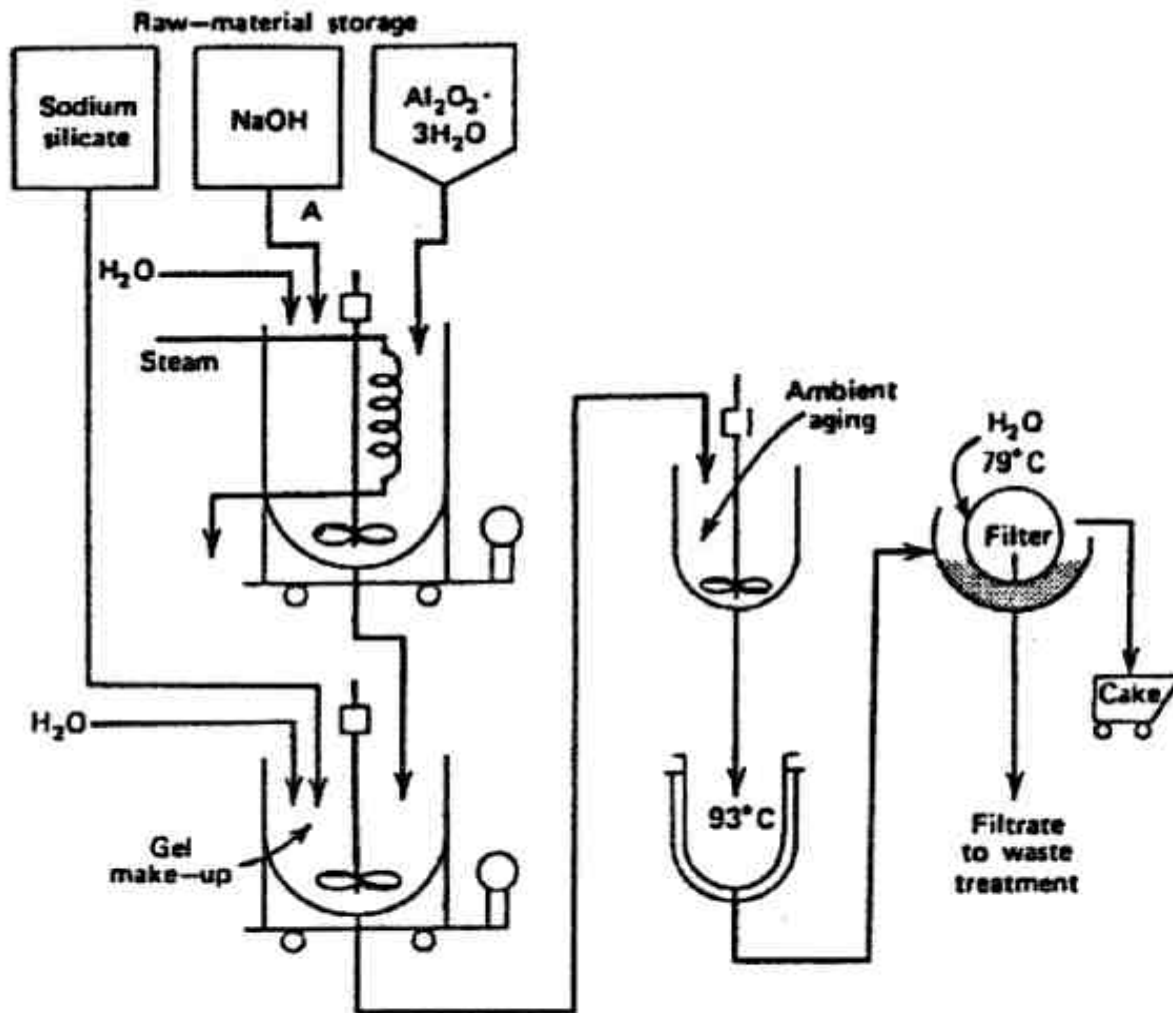 Raw-material storage
Sodium
silicate
NaOH
Al₂O₃·
3H₂O
A
H₂O
Steam
Ambient
aging
H₂O
79°C
Filter
Cake
H₂O
Gel
make-up
93°C
Filtrate
to waste
treatment